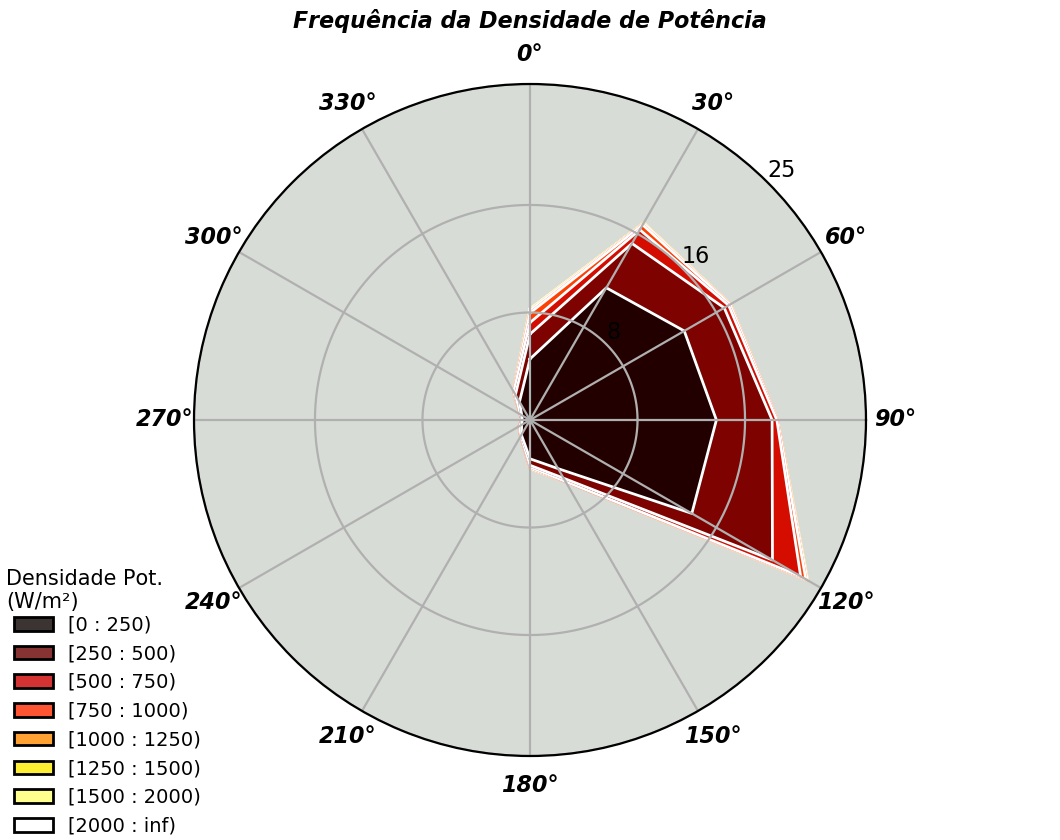 Frequência da Densidade de Potência
0°
330°
30°
25
300°
60°
16
8
270°
90°
240°
120°
210°
150°
180°
Densidade Pot.
(W/m²)
[0 : 250)
[250 : 500)
[500 : 750)
[750 : 1000)
[1000 : 1250)
[1250 : 1500)
[1500 : 2000)
[2000 : inf)